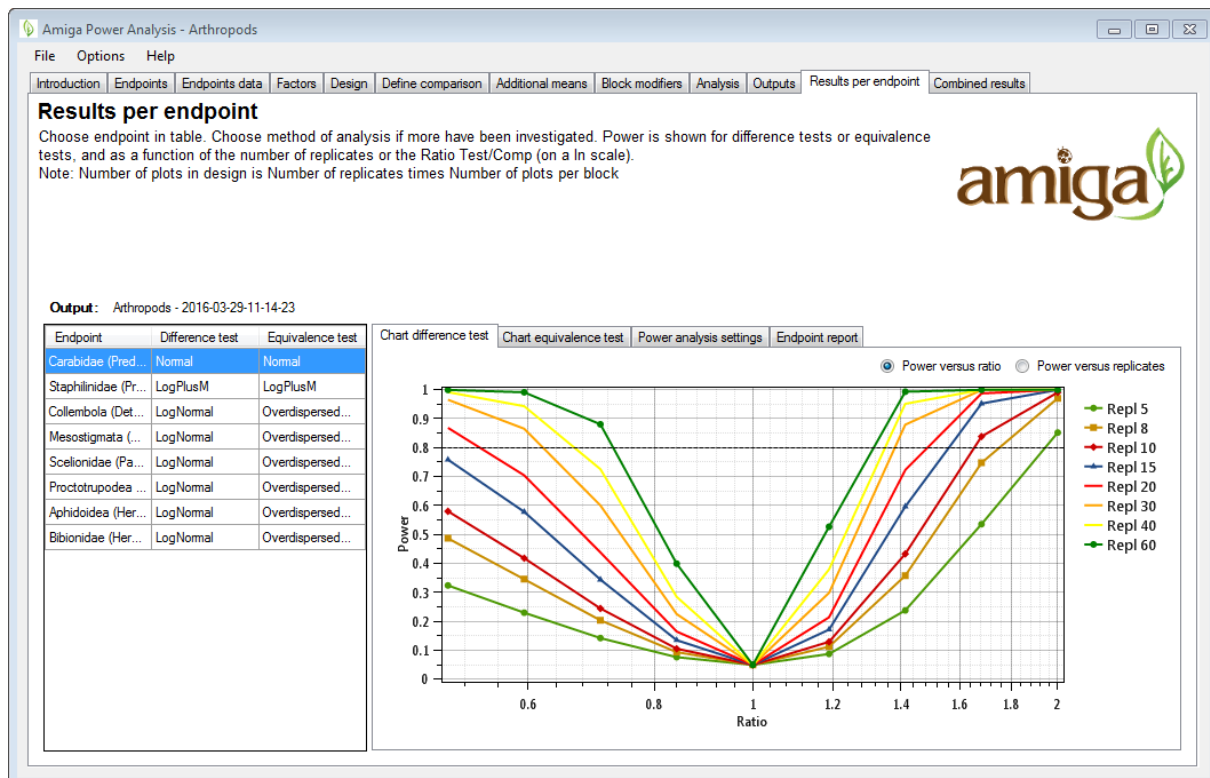 Amiga Power Analysis - Arthropods
File Options Help
Introduction Endpoints Endpoints data Factors Design Define comparison Additional means Block modifiers Analysis Outputs Results per endpoint Combined results
Results per endpoint
Choose endpoint in table. Choose method of analysis if more have been investigated. Power is shown for difference tests or equivalence
tests, and as a function of the number of replicates or the Ratio Test/Comp (on a ln scale).
Note: Number of plots in design is Number of replicates times Number of plots per block
amiga
Output: Arthropods - 2016-03-29-11-14-23
Endpoint Difference test Equivalence test
Carabidae (Pred... Normal Normal
Staphilinidae (Pr... LogPlusM LogPlusM
Collembola (Det... LogNormal Overdispersed...
Mesostigmata (... LogNormal Overdispersed...
Scelionidae (Pa... LogNormal Overdispersed...
Proctotrupodea ... LogNormal Overdispersed...
Aphidoidea (Her... LogNormal Overdispersed...
Bibionidae (Her... LogNormal Overdispersed...
Chart difference test Chart equivalence test Power analysis settings Endpoint report
Power versus ratio Power versus replicates
1
0.9
0.8
0.7
0.6
0.5
0.4
0.3
0.2
0.1
0
Power
0.6 0.8 1 1.2 1.4 1.6 1.8 2
Ratio
Repl 5
Repl 8
Repl 10
Repl 15
Repl 20
Repl 30
Repl 40
Repl 60